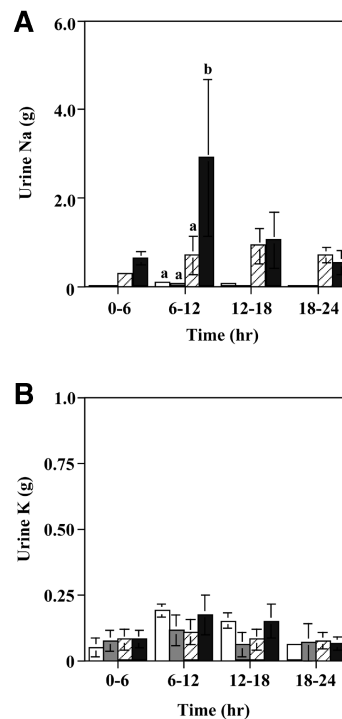 A
6.0
4.0
2.0
0
Urine Na (g)
b
a
a
a
0-6 6-12 12-18 18-24
Time (hr)
B
1.0
0.75
0.50
0.25
0
Urine K (g)
0-6 6-12 12-18 18-24
Time (hr)